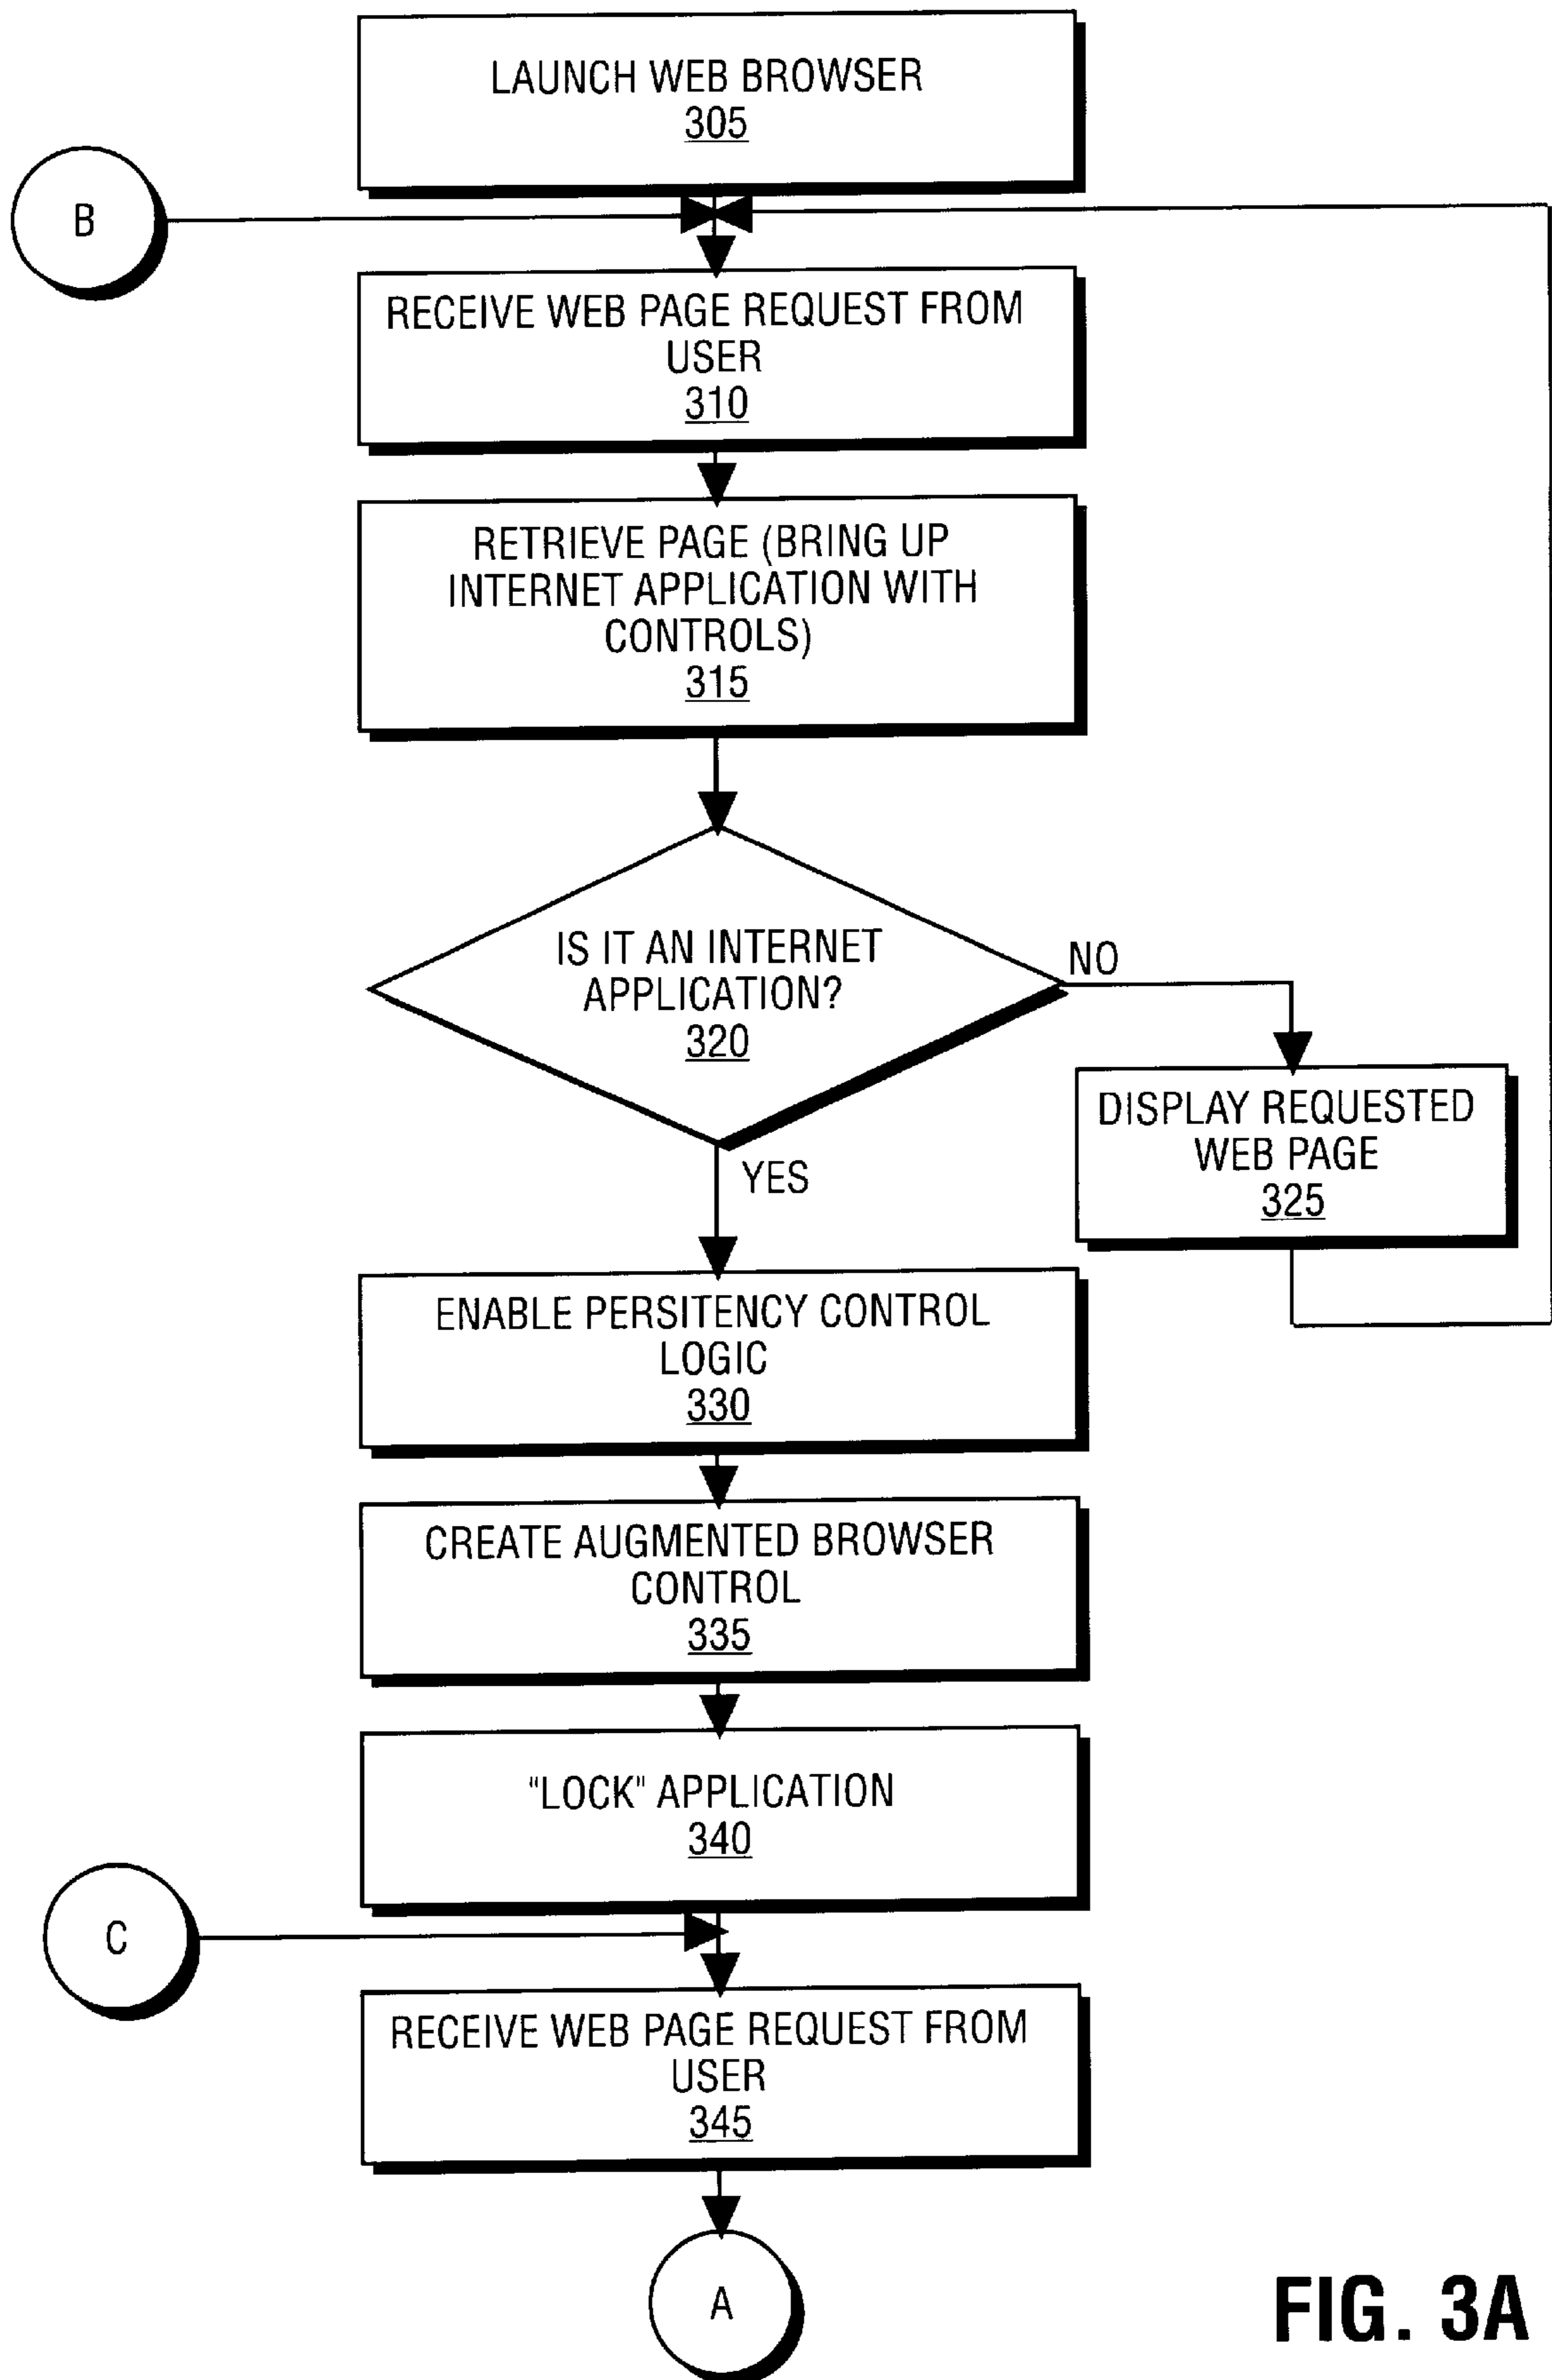 LAUNCH WEB BROWSER
305
B
RECEIVE WEB PAGE REQUEST FROM
USER
310
RETRIEVE PAGE (BRING UP
INTERNET APPLICATION WITH
CONTROLS)
315
IS IT AN INTERNET
APPLICATION?
320
NO
DISPLAY REQUESTED
WEB PAGE
325
YES
ENABLE PERSITENCY CONTROL
LOGIC
330
CREATE AUGMENTED BROWSER
CONTROL
335
"LOCK" APPLICATION
340
C
RECEIVE WEB PAGE REQUEST FROM
USER
345
A
FIG. 3A